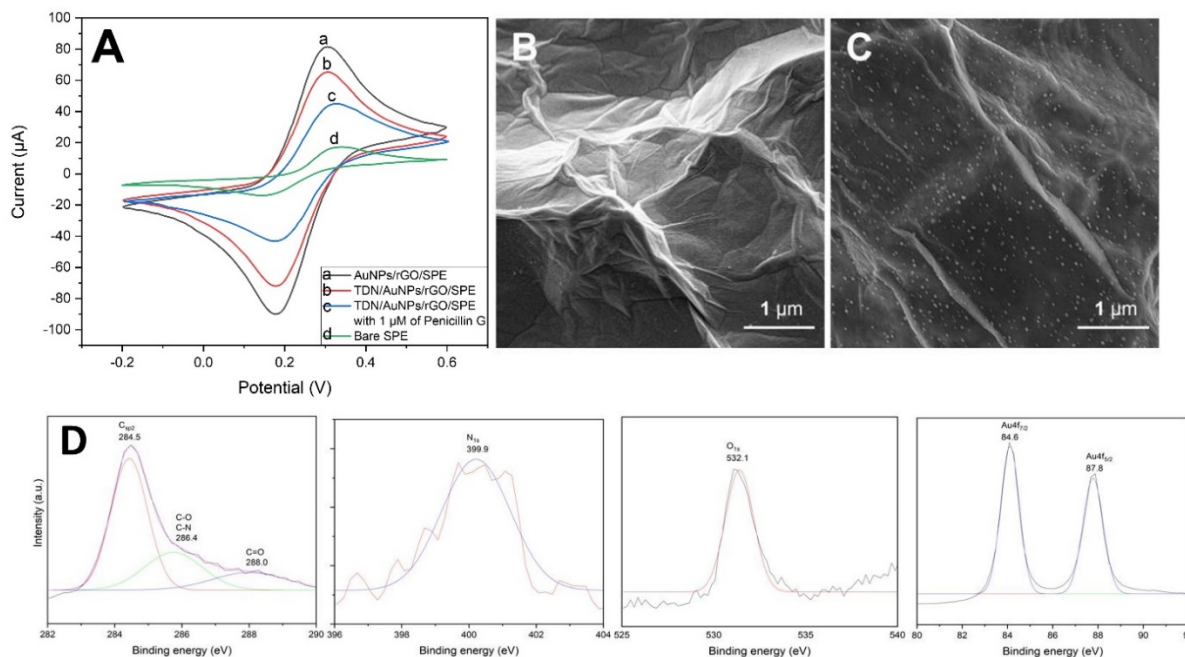 A
B
C
100
80
60
40
20
0
-20
-40
-60
-80
-100
Current (µA)
a
b
c
d
a AuNPs/rGO/SPE
b TDN/AuNPs/rGO/SPE
c TDN/AuNPs/rGO/SPE
with 1 µM of Penicillin G
d Bare SPE
-0.2 0.0 0.2 0.4 0.6
Potential (V)
1 µm
1 µm
D
Intensity (a.u.)
Csp2
284.5
C-O
C-N
286.4
C=O
288.0
282 284 286 288 290
Binding energy (eV)
N1s
399.9
396 398 400 402 404
Binding energy (eV)
O1s
532.1
525 530 535 540
Binding energy (eV)
Au4f7/2
84.6
Au4f5/2
87.8
80 82 84 86 88 90
Binding energy (eV)